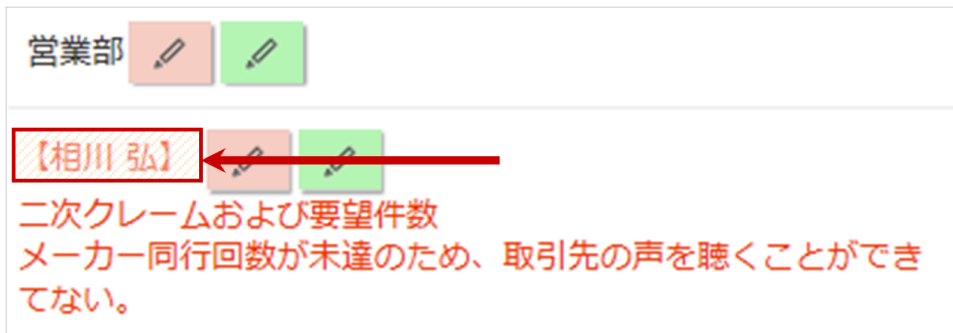 営業部
【相川 弘】
二次クレームおよび要望件数
メーカー同行回数が未達のため、取引先の声を聴くことができ
てない。